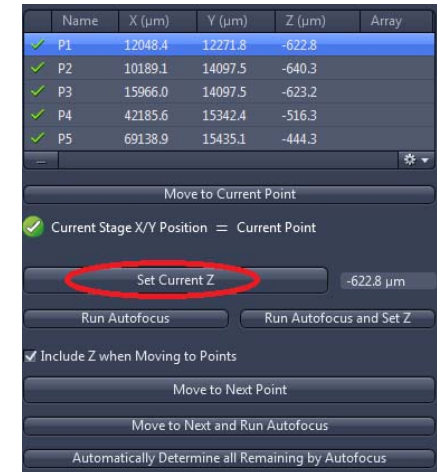 Name X (µm) Y (µm) Z (µm) Array
P1 12048.4 12271.8 -622.8
P2 10189.1 14097.5 -640.3
P3 15966.0 14097.5 -623.2
P4 42185.6 15342.4 -516.3
P5 69138.9 15435.1 -444.3
Move to Current Point
Current Stage X/Y Position = Current Point
Set Current Z -622.8 µm
Run Autofocus Run Autofocus and Set Z
Include Z when Moving to Points
Move to Next Point
Move to Next and Run Autofocus
Automatically Determine all Remaining by Autofocus